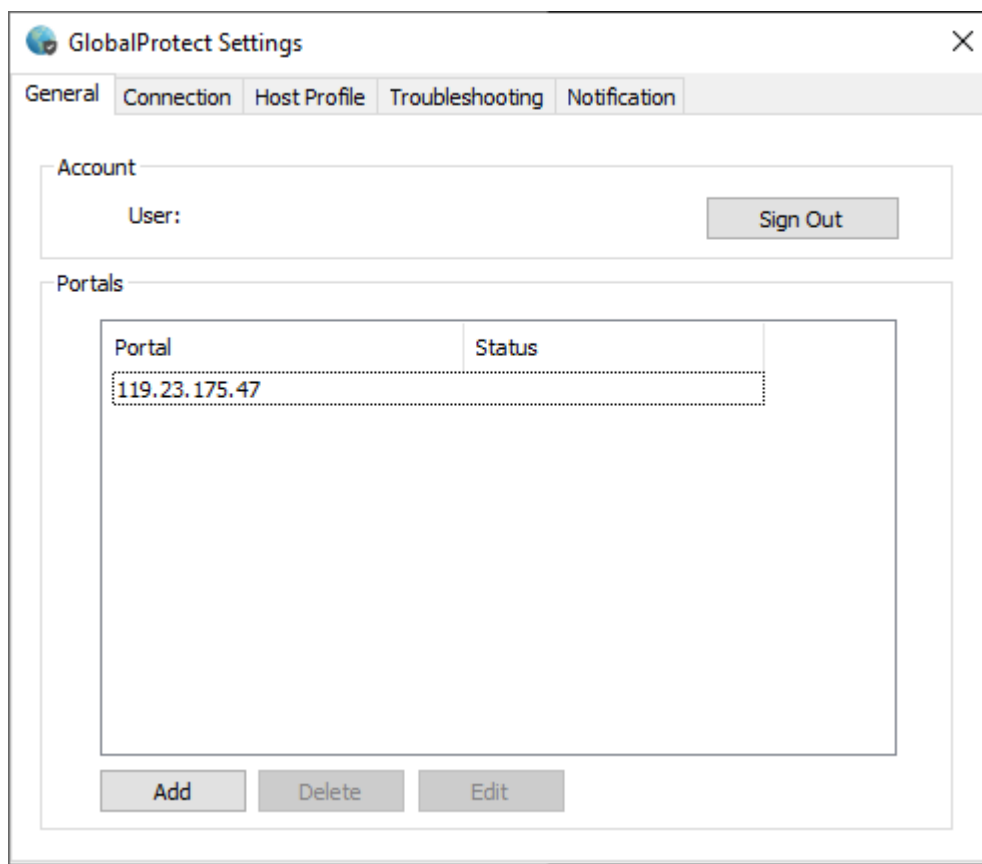 GlobalProtect Settings
General Connection Host Profile Troubleshooting Notification
Account
User:
Sign Out
Portals
Portal Status
119.23.175.47
Add Delete Edit